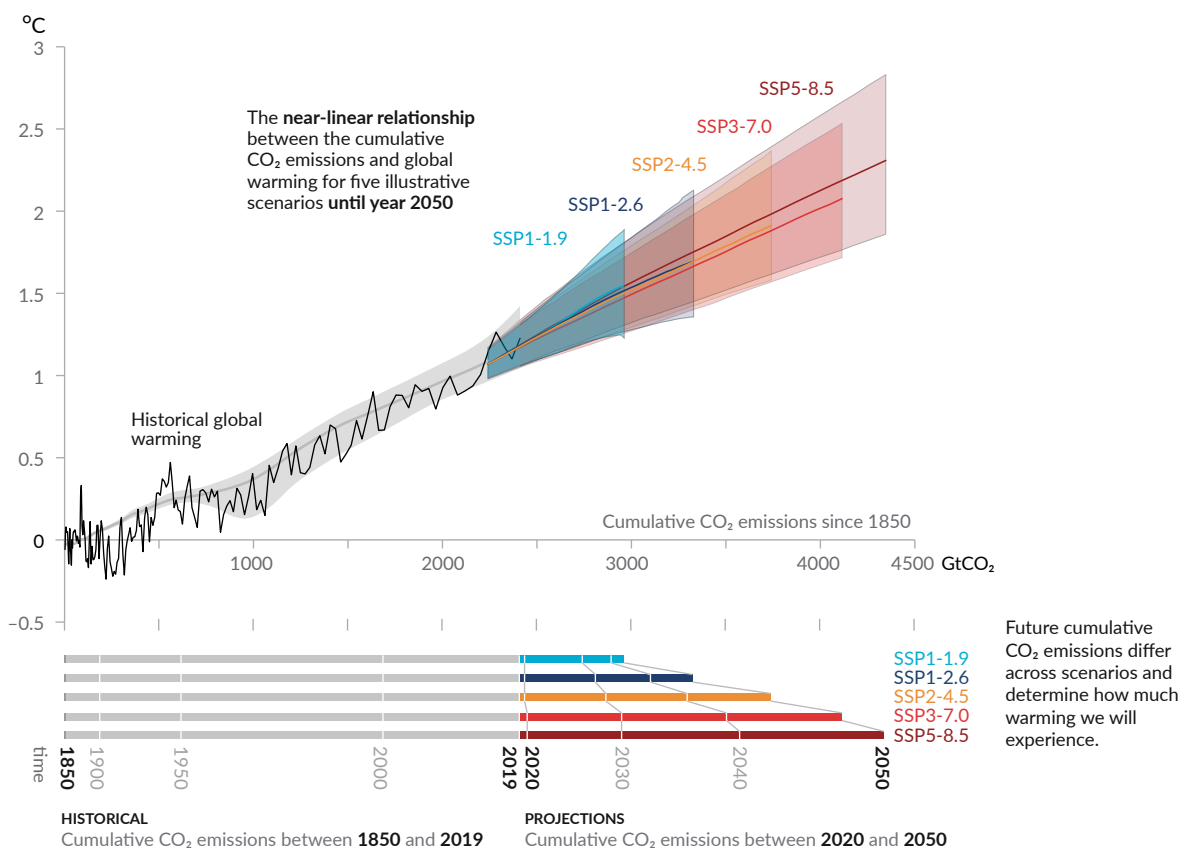 °C
3
SSP5-8.5
The near-linear relationship
between the cumulative
CO₂ emissions and global
warming for five illustrative
scenarios until year 2050
2.5
SSP3-7.0
SSP2-4.5
2
SSP1-2.6
SSP1-1.9
1.5
1
Historical global
warming
0.5
Cumulative CO₂ emissions since 1850
0
1000
2000
3000
4000
4500
GtCO₂
−0.5
Future cumulative
CO₂ emissions differ
across scenarios and
determine how much
warming we will
experience.
SSP1-1.9
SSP1-2.6
SSP2-4.5
SSP3-7.0
SSP5-8.5
time
1850
1900
1950
2000
2019
2020
2030
2040
2050
HISTORICAL
Cumulative CO₂ emissions between 1850 and 2019
PROJECTIONS
Cumulative CO₂ emissions between 2020 and 2050